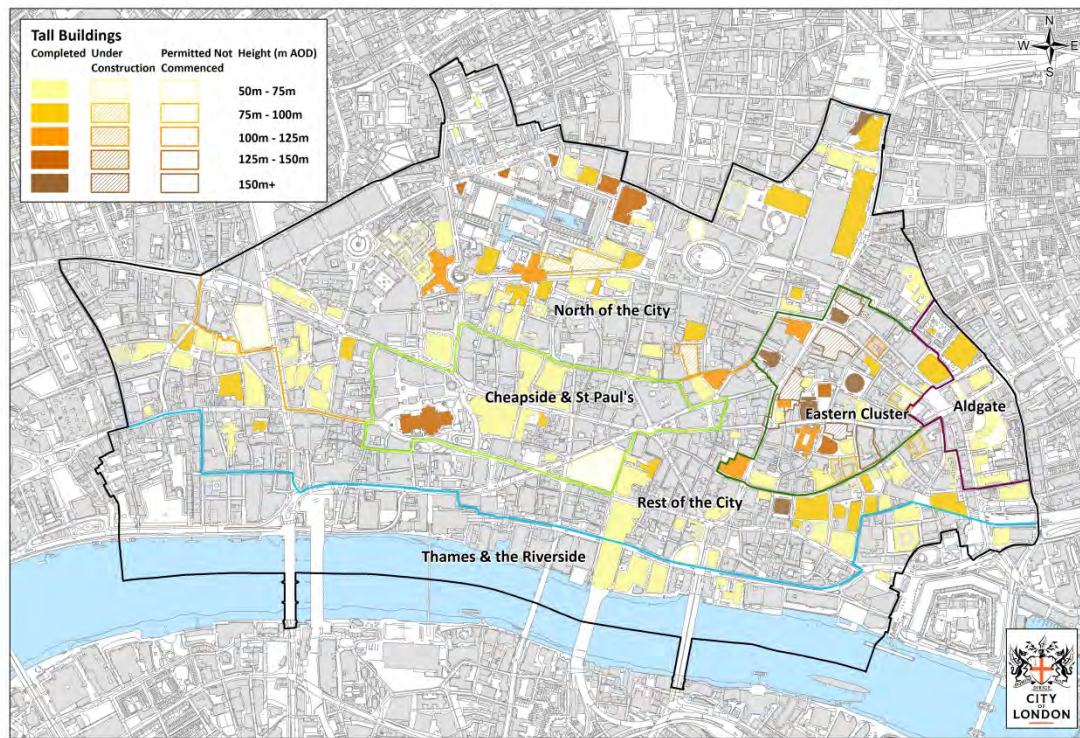 Tall Buildings
Completed Under Construction Permitted Not Commenced Height (m AOD)
50m - 75m
75m - 100m
100m - 125m
125m - 150m
150m+
N
W E
S
North of the City
Cheapside & St Paul's
Eastern Cluster
Aldgate
Rest of the City
Thames & the Riverside
DIRIGE
CITY
OF
LONDON